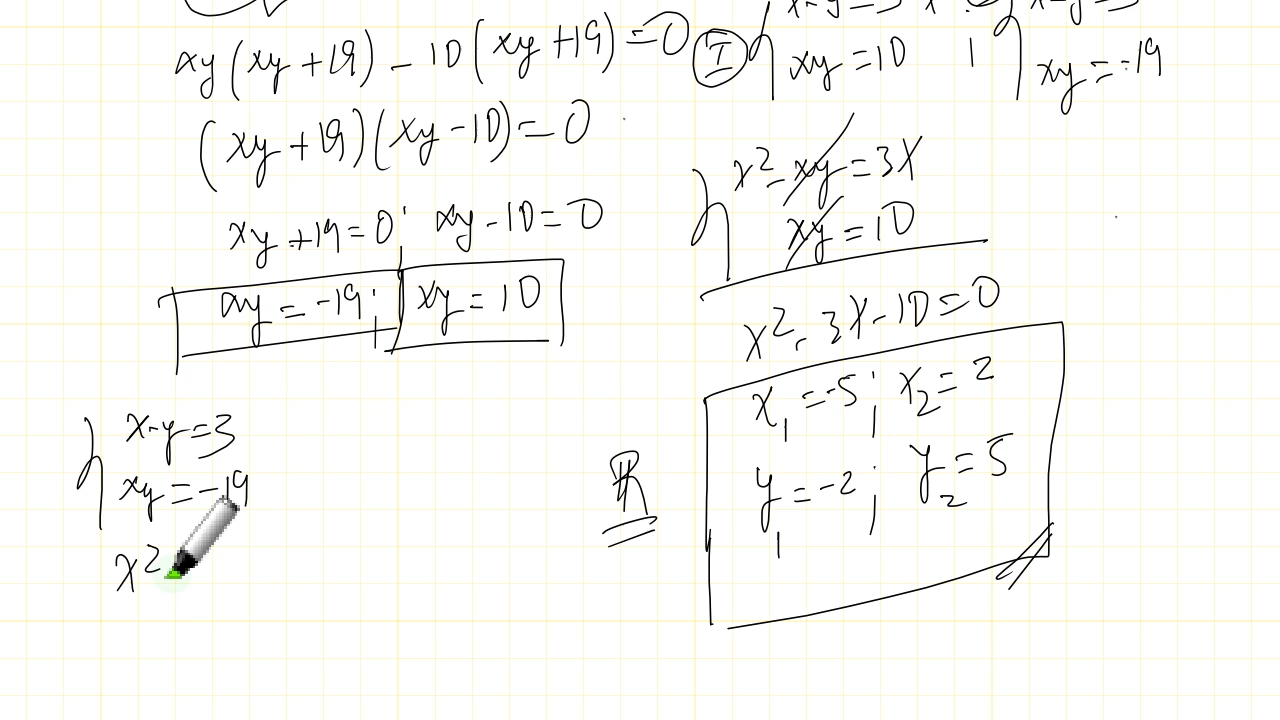 xy(xy+19) - 10(xy+19) = 0
(xy+19)(xy-10) = 0
xy+19=0; xy-10=0
xy = -19; xy = 10
x-y=3
xy=-19
x²
I xy=10
xy=-19
x²-xy=3x
xy=10
x²-3x-10=0
x₁=-5; x₂=2
y₁=-2; y₂=5
ℝ